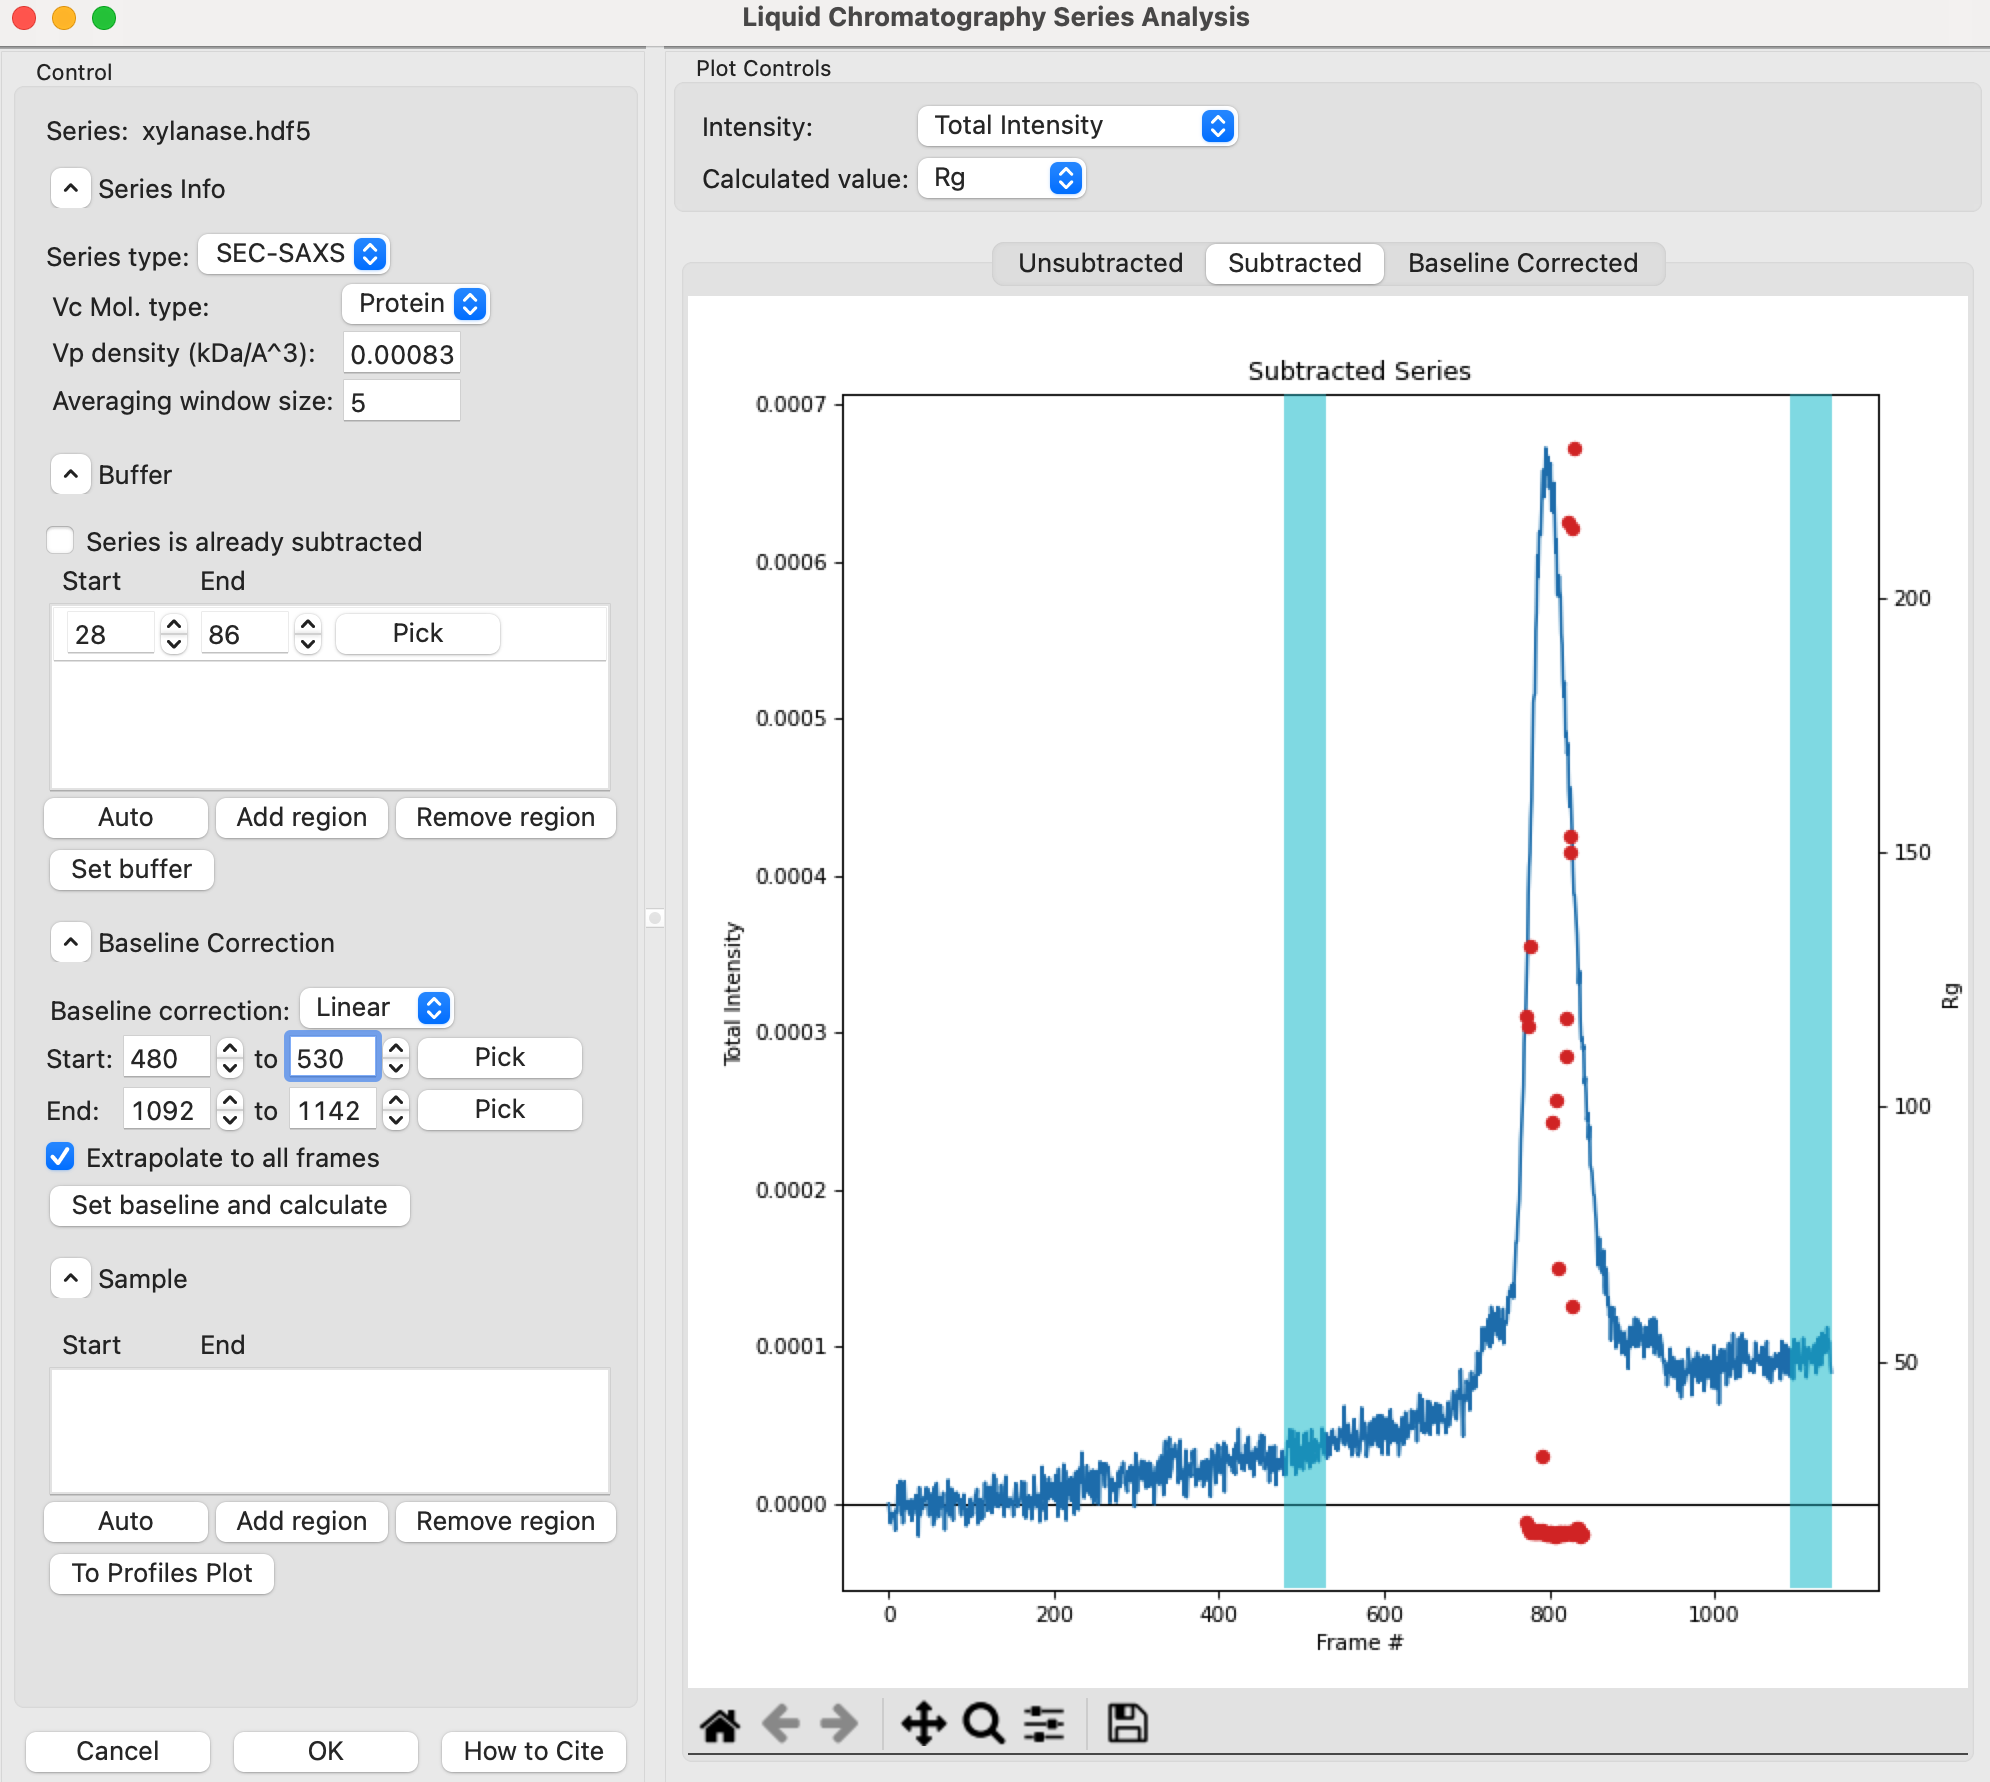 Liquid Chromatography Series Analysis
Control
Series: xylanase.hdf5
Series Info
Series type: SEC-SAXS
Vc Mol. type: Protein
Vp density (kDa/A^3): 0.00083
Averaging window size: 5
Buffer
Series is already subtracted
Start End
28 86 Pick
Auto Add region Remove region
Set buffer
Baseline Correction
Baseline correction: Linear
Start: 480 to 530 Pick
End: 1092 to 1142 Pick
Extrapolate to all frames
Set baseline and calculate
Sample
Start End
Auto Add region Remove region
To Profiles Plot
Cancel OK How to Cite
Plot Controls
Intensity: Total Intensity
Calculated value: Rg
Unsubtracted Subtracted Baseline Corrected
Subtracted Series
0.0007
0.0006
0.0005
0.0004
0.0003
0.0002
0.0001
0.0000
Total Intensity
200
150
100
50
Rg
0 200 400 600 800 1000
Frame #